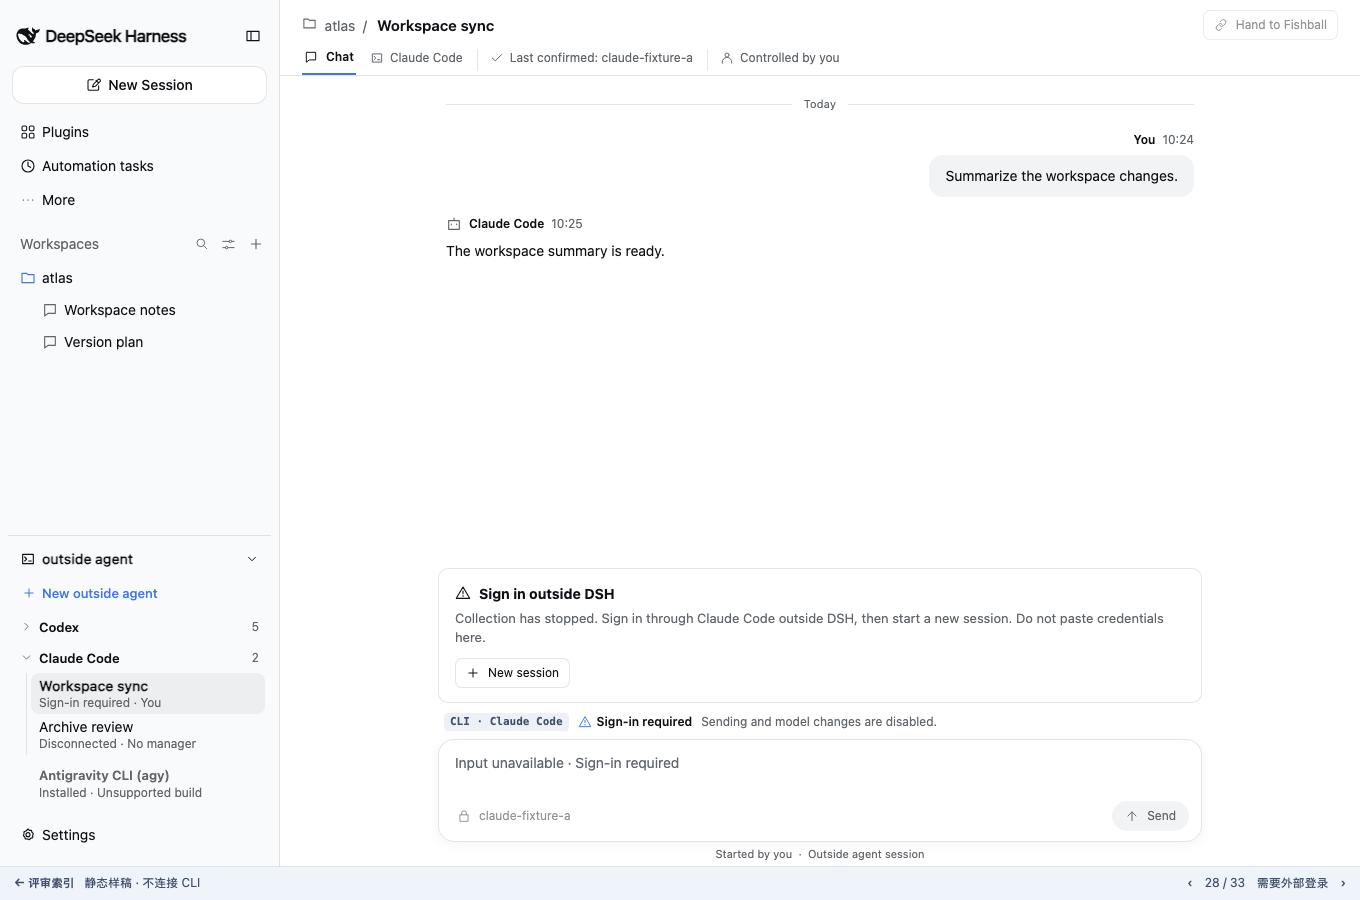 DeepSeek Harness
New Session
Plugins
Automation tasks
More
Workspaces
atlas
Workspace notes
Version plan
outside agent
New outside agent
Codex 5
Claude Code 2
Workspace sync
Sign-in required · You
Archive review
Disconnected · No manager
Antigravity CLI (agy)
Installed · Unsupported build
Settings
atlas / Workspace sync
Hand to Fishball
Chat Claude Code Last confirmed: claude-fixture-a Controlled by you
Today
You 10:24
Summarize the workspace changes.
Claude Code 10:25
The workspace summary is ready.
Sign in outside DSH
Collection has stopped. Sign in through Claude Code outside DSH, then start a new session. Do not paste credentials
here.
New session
CLI · Claude Code Sign-in required Sending and model changes are disabled.
Input unavailable · Sign-in required
claude-fixture-a Send
Started by you · Outside agent session
← 评审索引 静态样稿 · 不连接 CLI ‹ 28 / 33 需要外部登录 ›